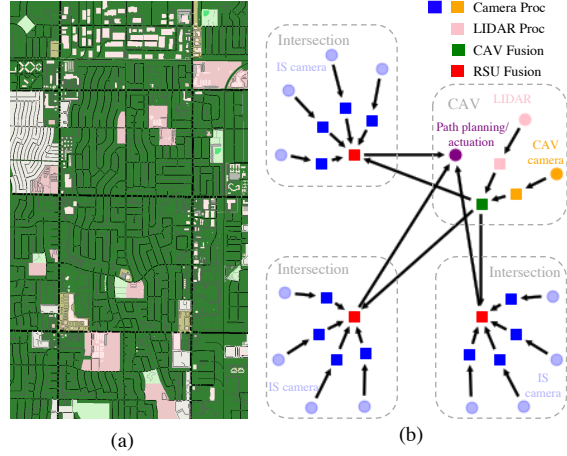 Camera Proc
LIDAR Proc
CAV Fusion
RSU Fusion
Intersection
IS camera
CAV
LIDAR
Path planning/
actuation
CAV
camera
Intersection
IS camera
Intersection
IS camera
(a)
(b)